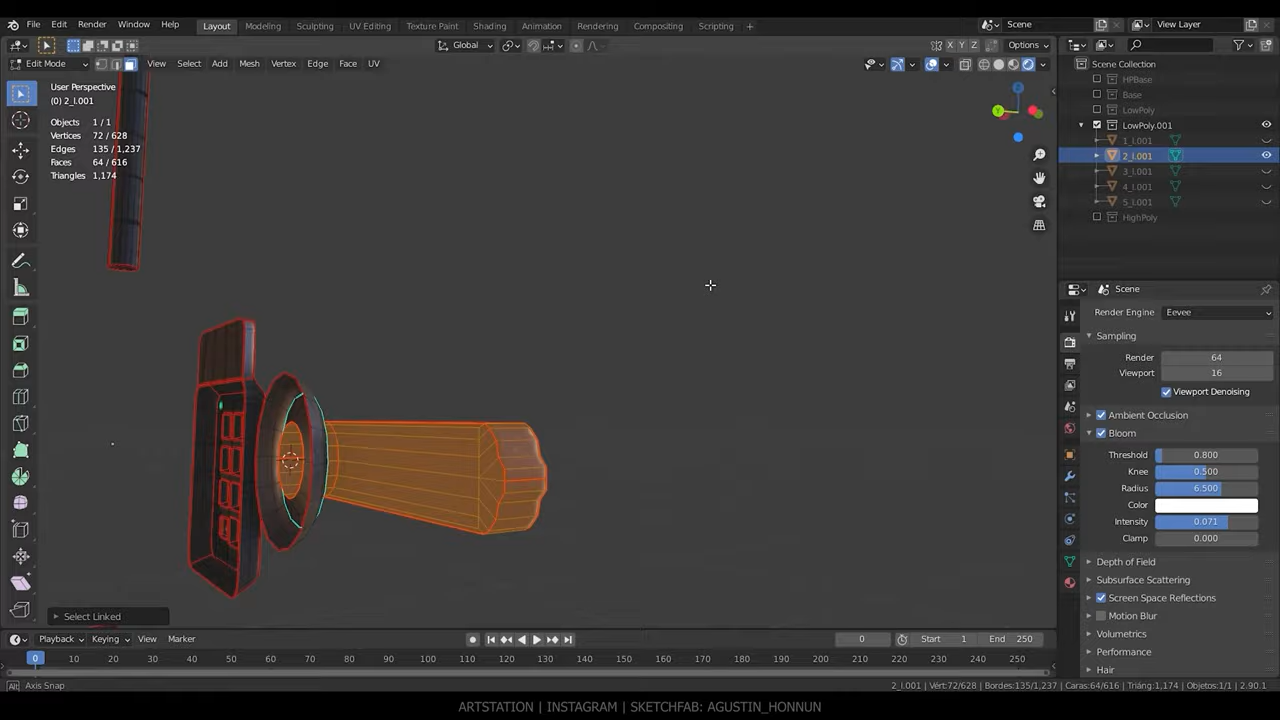 File Edit Render Window Help Layout Modeling Sculpting UV Editing Texture Paint Shading Animation Rendering Compositing Scripting + Scene View Layer
Global X Y Z Options
Edit Mode View Select Add Mesh Vertex Edge Face UV
User Perspective
(0) 2_l.001
Objects 1 / 1
Vertices 72 / 628
Edges 135 / 1,237
Faces 64 / 616
Triangles 1,174
Scene Collection
HPBase
Base
LowPoly
LowPoly.001
1_l.001
2_l.001
3_l.001
4_l.001
5_l.001
HighPoly
Scene
Render Engine Eevee
Sampling
Render 64
Viewport 16
Viewport Denoising
Ambient Occlusion
Bloom
Threshold 0.800
Knee 0.500
Radius 6.500
Color
Intensity 0.071
Clamp 0.000
Depth of Field
Subsurface Scattering
Screen Space Reflections
Motion Blur
Volumetrics
Performance
Hair
Select Linked
Playback Keying View Marker 0 Start 1 End 250
0 10 20 30 40 50 60 70 80 90 100 110 120 130 140 150 160 170 180 190 200 210 220 230 240 250
Alt Axis Snap 2_l.001 | Vért:72/628 | Bordes:135/1,237 | Caras:64/616 | Triáng:1,174 | Objetos:1/1 | 2.90.1
ARTSTATION | INSTAGRAM | SKETCHFAB: AGUSTIN_HONNUN